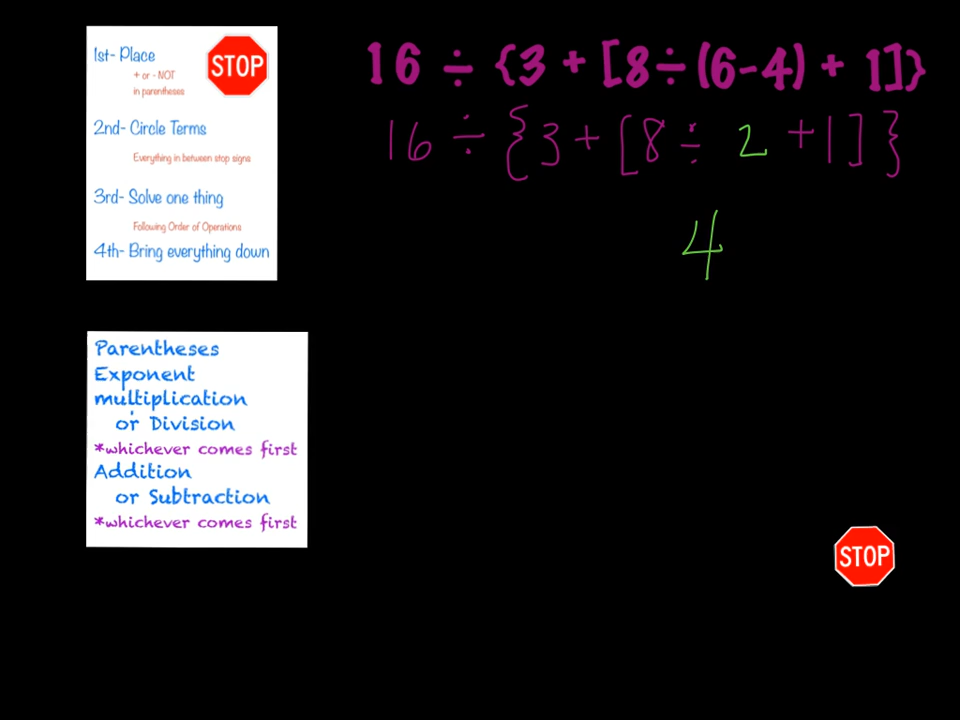 1st- Place
STOP
+ or - NOT
in parentheses
2nd- Circle Terms
Everything in between stop signs
3rd- Solve one thing
Following Order of Operations
4th- Bring everything down
16 ÷ {3 + [8÷(6-4) + 1]}
16 ÷ {3 + [8 ÷ 2 + 1]}
4
Parentheses
Exponent
multiplication
or Division
*whichever comes first
Addition
or Subtraction
*whichever comes first
STOP